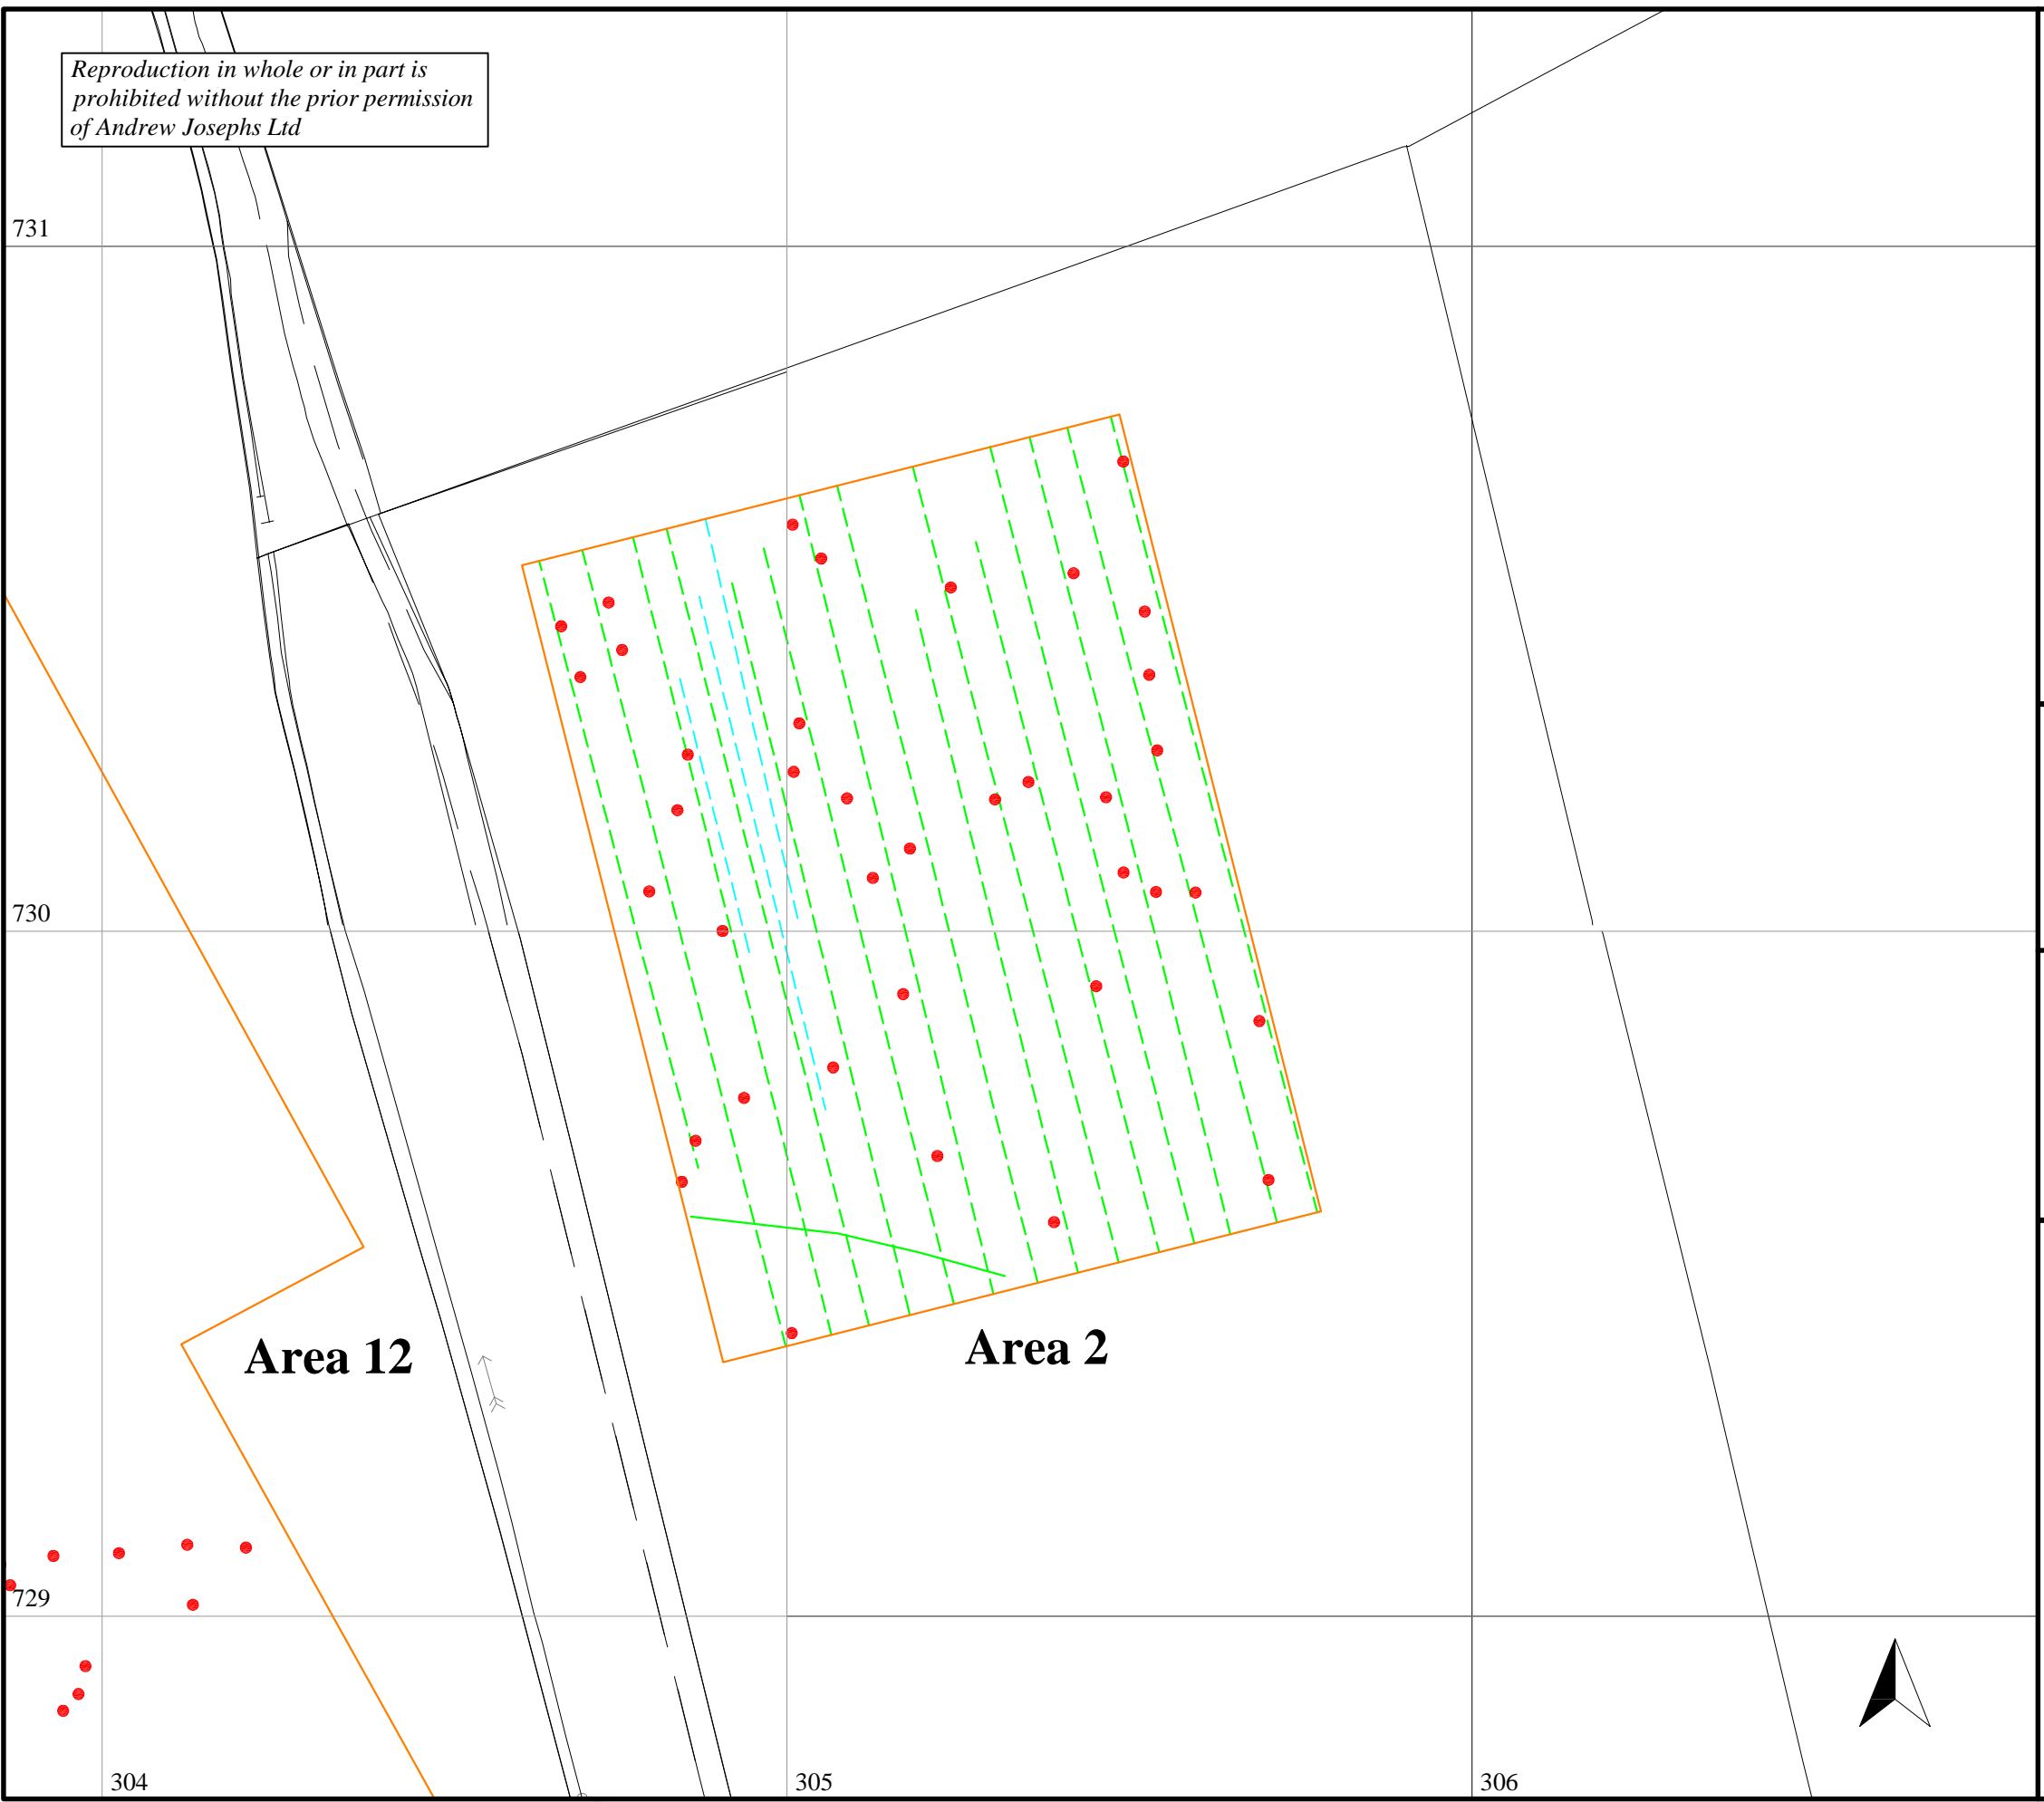 Reproduction in whole or in part is
prohibited without the prior permission
of Andrew Josephs Ltd
731
730
Area 12
Area 2
729
304
305
306